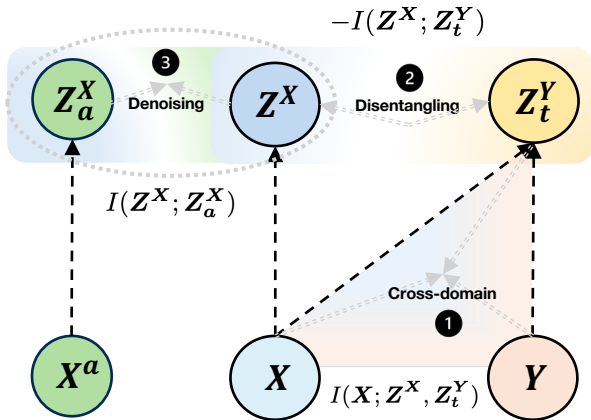 −I(Z^X; Z_t^Y)
3
2
Z_a^X
Denoising
Z^X
Disentangling
Z_t^Y
I(Z^X; Z_a^X)
Cross-domain
1
X^a
X
Y
I(X; Z^X, Z_t^Y)